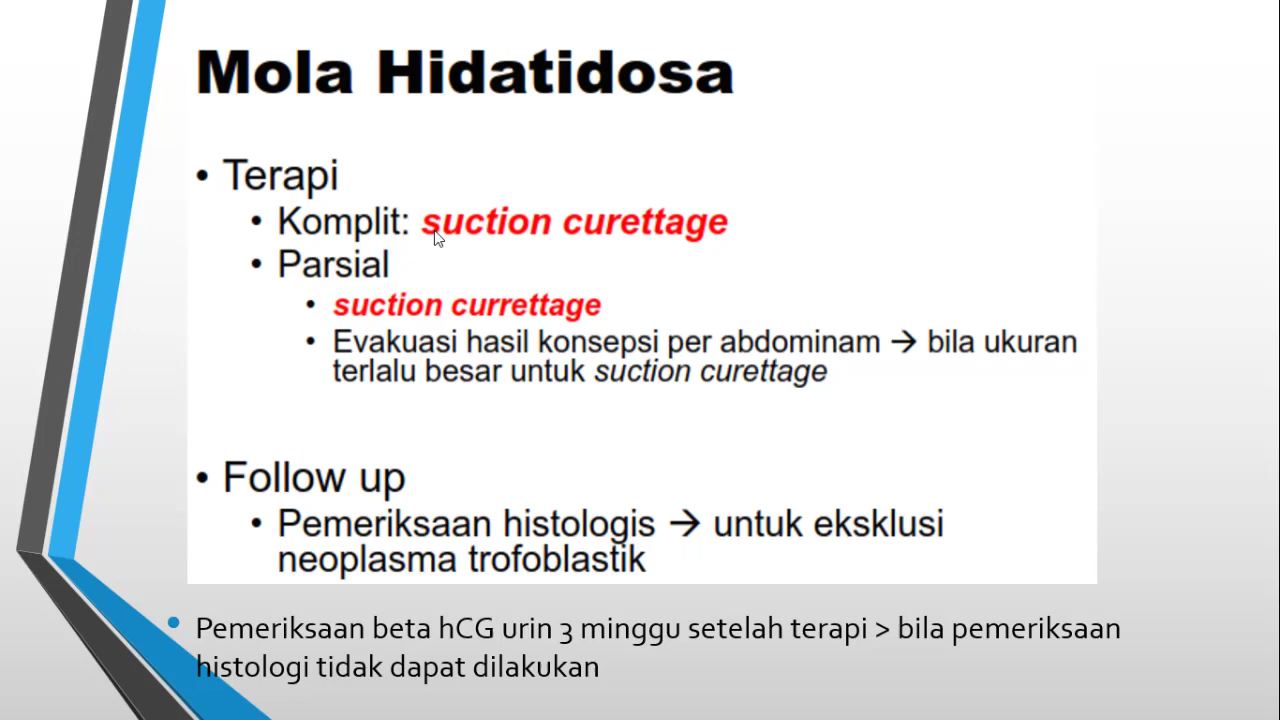 Mola Hidatidosa
• Terapi
• Komplit: suction curettage
• Parsial
• suction currettage
• Evakuasi hasil konsepsi per abdominam → bila ukuran
terlalu besar untuk suction curettage
• Follow up
• Pemeriksaan histologis → untuk eksklusi
neoplasma trofoblastik
• Pemeriksaan beta hCG urin 3 minggu setelah terapi > bila pemeriksaan
histologi tidak dapat dilakukan